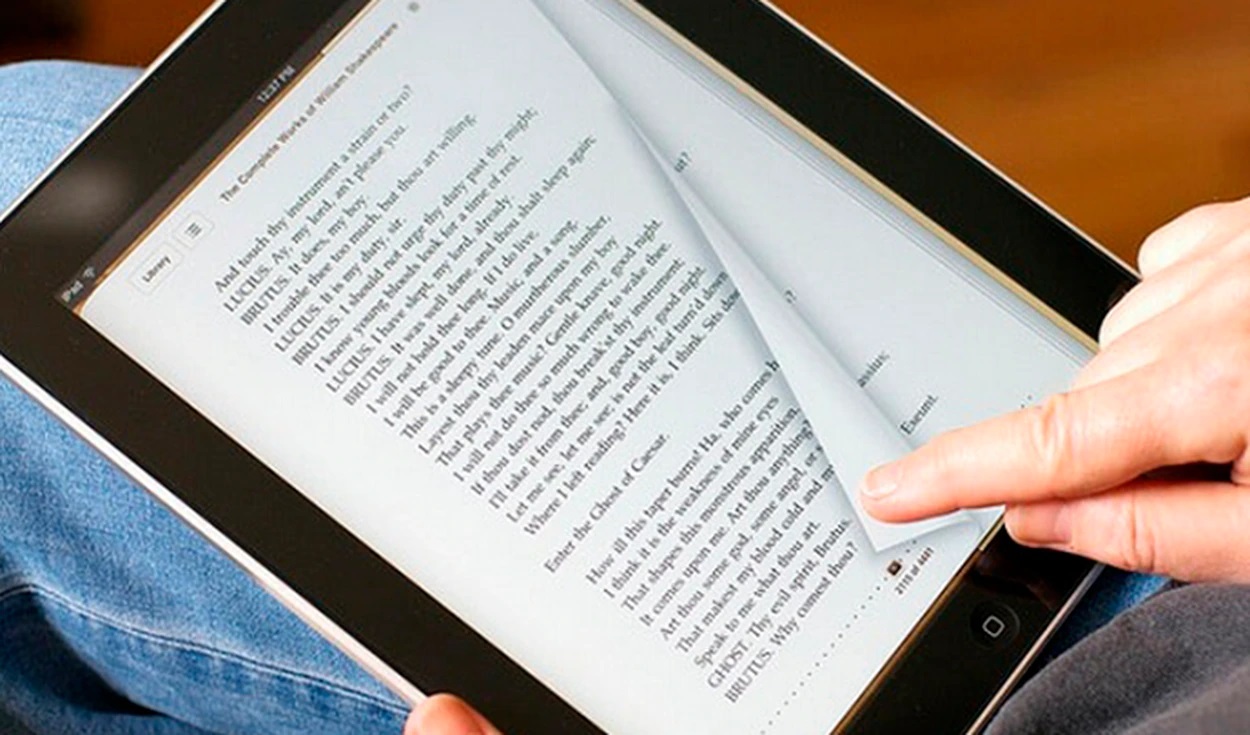 iPad 12:37 PM
Library
The Complete Works of William Shakespeare
And touch thy instrument a strain or two?
LUCIUS. Ay, my lord, an't please you.
BRUTUS. It does, my boy.
I trouble thee too much, but thou art willing.
LUCIUS. It is my duty, sir.
BRUTUS. I should not urge thy duty past thy might;
I know young bloods look for a time of rest.
LUCIUS. I have slept, my lord, already.
BRUTUS. It was well done, and thou shalt sleep again;
I will not hold thee long. If I do live,
I will be good to thee. Music, and a song.
This is a sleepy tune. O murtherous slumber,
Layest thou thy leaden mace upon my boy
That plays thee music? Gentle knave, good night.
I will not do thee so much wrong to wake thee.
If thou dost nod, thou break'st thy instrument;
I'll take it from thee; and, good boy, good night.
Let me see, let me see; is not the leaf turn'd down
Where I left reading? Here it is, I think. Sits down
Enter the Ghost of Caesar.
How ill this taper burns! Ha, who comes
I think it is the weakness of mine eyes
That shapes this monstrous apparition.
It comes upon me. Art thou anything
Art thou some god, some angel, or
That makest my blood cold and
Speak to me what thou art.
GHOST. Thy evil spirit, Brutus.
BRUTUS. Why comest thou?
Exeunt.
2715 of 4461